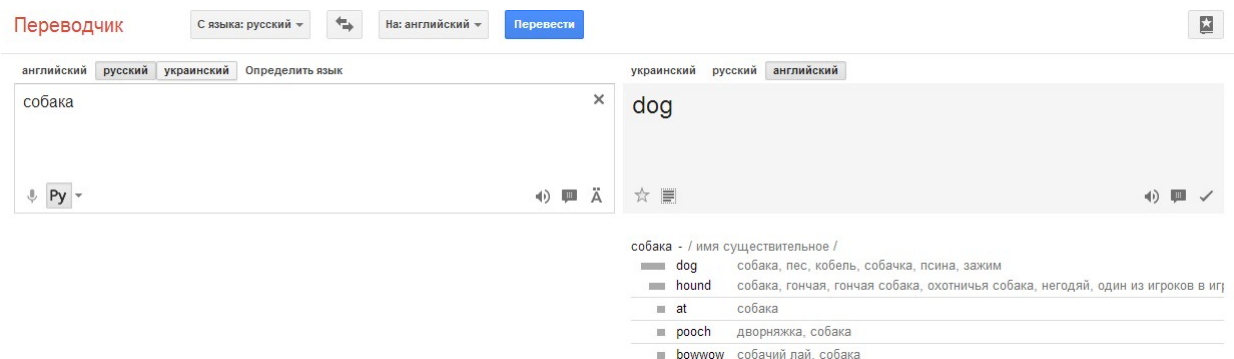 Переводчик
С языка: русский
На: английский
Перевести
английский русский украинский Определить язык
собака
Ру
Ä
украинский русский английский
dog
собака - / имя существительное /
dog собака, пес, кобель, собачка, псина, зажим
hound собака, гончая, гончая собака, охотничья собака, негодяй, один из игроков в
at собака
pooch дворняжка, собака
bowwow собачий лай, собака